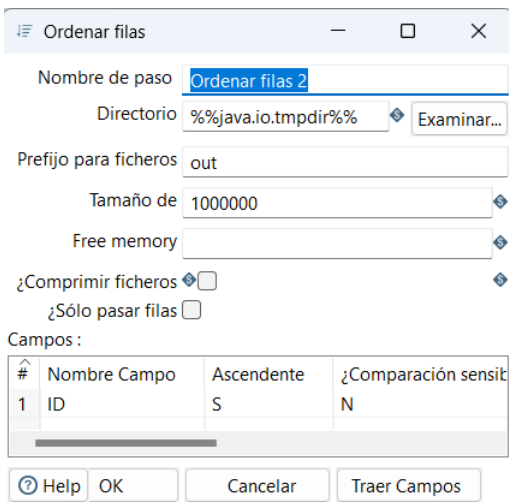 Ordenar filas
Nombre de paso Ordenar filas 2
Directorio %%java.io.tmpdir%% Examinar...
Prefijo para ficheros out
Tamaño de 1000000
Free memory
¿Comprimir ficheros
¿Sólo pasar filas
Campos :
# Nombre Campo Ascendente ¿Comparación sensib
1 ID S N
Help OK Cancelar Traer Campos